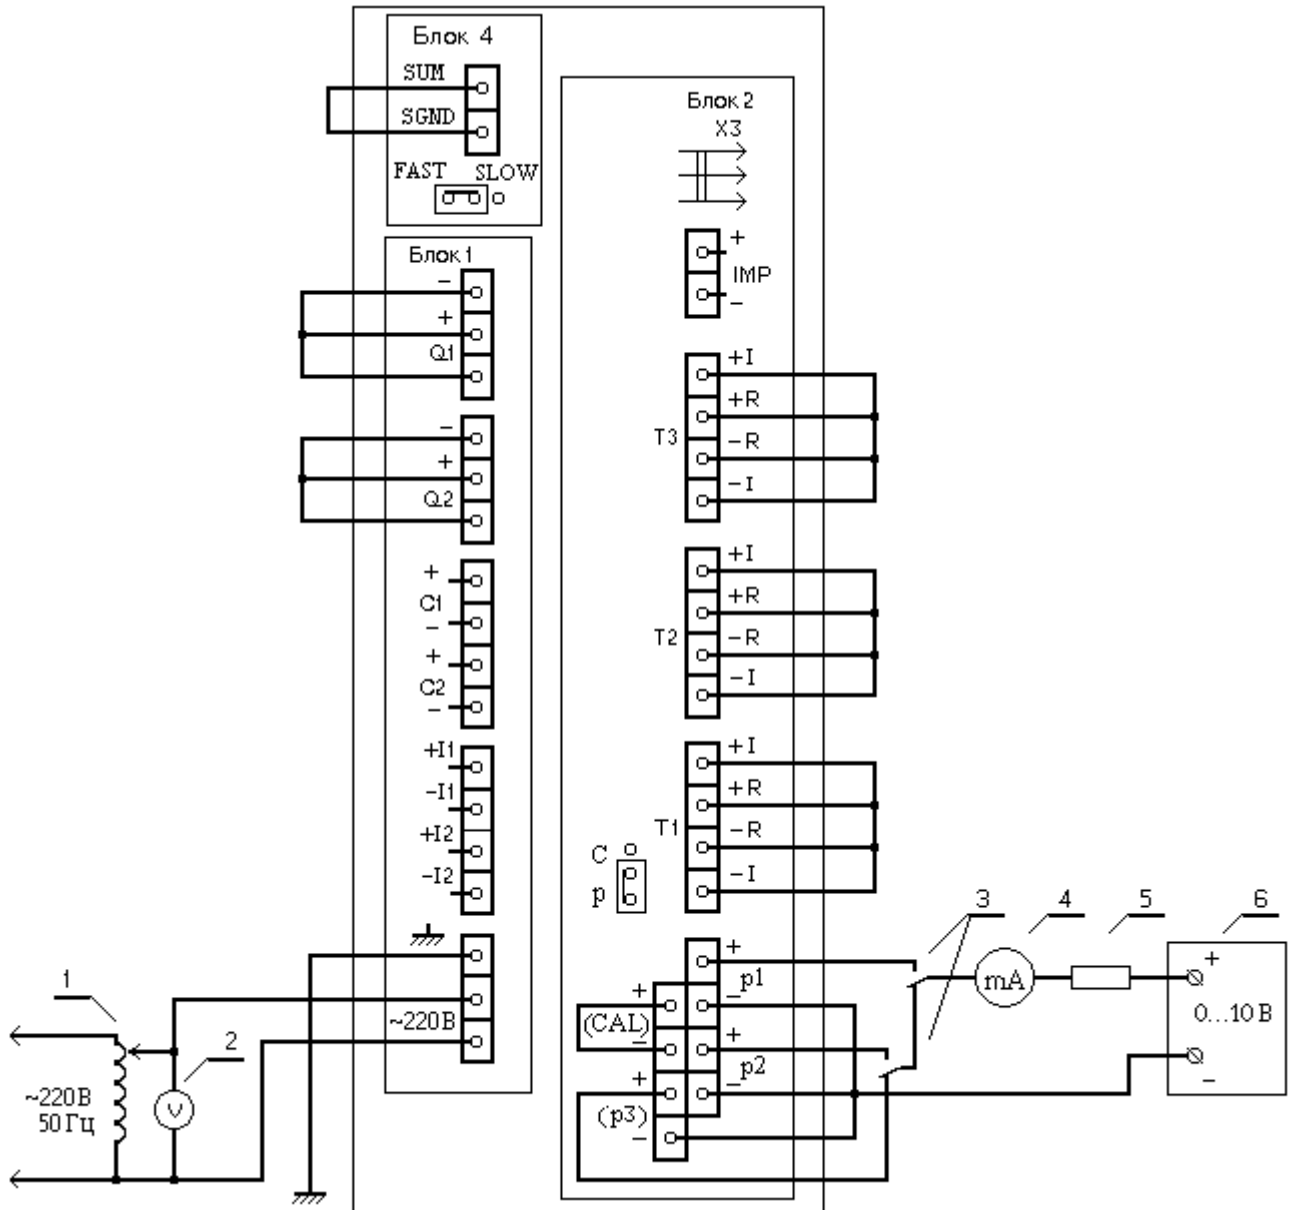 Блок 4
SUM
SGND
FAST SLOW
Блок 2
X3
+
IMP
-
Блок 1
-
+
Q1
-
+
Q2
+
C1
-
+
C2
-
+I1
-I1
+I2
-I2
~220В
+I
+R
T3
-R
-I
+I
+R
T2
-R
-I
+I
+R
T1
-R
-I
C
p
+
p1
-
+
(CAL)
-
+
p2
-
+
(p3)
-
1
2
~220В
50Гц
V
3
4
5
6
mA
+
0...10 В
-